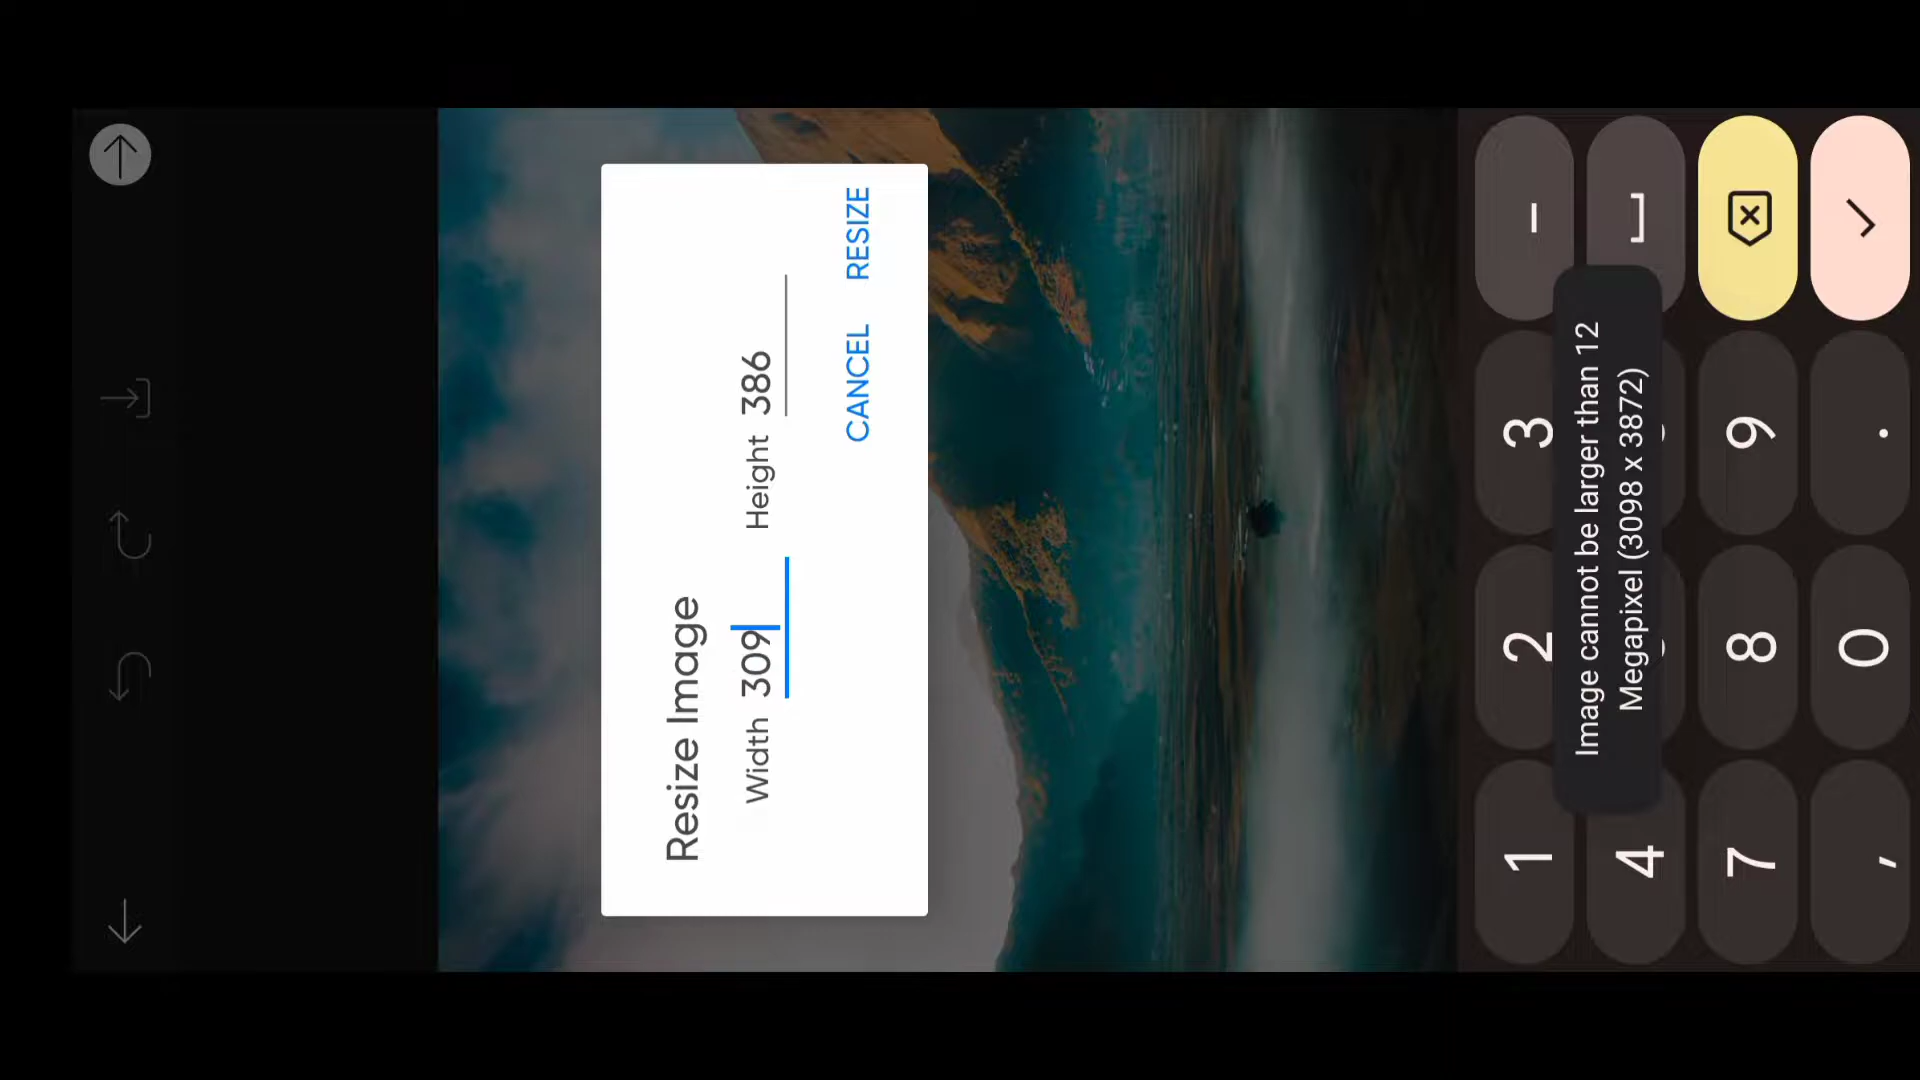 Resize Image
Width 309 Height 386
CANCEL RESIZE
1 2 3 –
4
Image cannot be larger than 12
Megapixel (3098 x 3872)
7 8 9
, 0 .